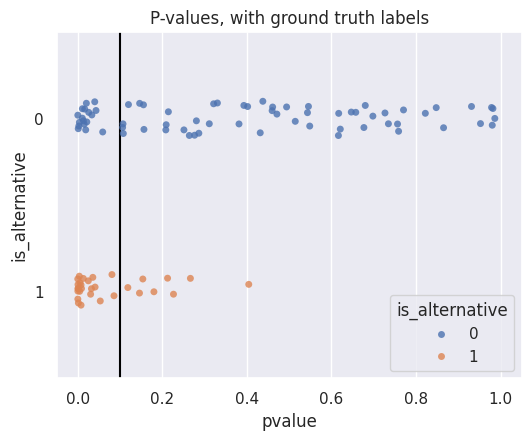 P-values, with ground truth labels
is_alternative
0
1
is_alternative
0
1
0.0 0.2 0.4 0.6 0.8 1.0
pvalue